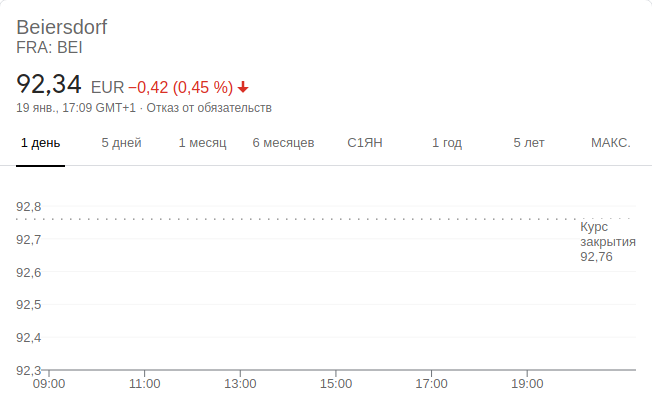 Beiersdorf
FRA: BEI
92,34 EUR −0,42 (0,45 %)
19 янв., 17:09 GMT+1 · Отказ от обязательств
1 день 5 дней 1 месяц 6 месяцев С1ЯН 1 год 5 лет МАКС.
92,8
Курс
92,7
закрытия
92,76
92,6
92,5
92,4
92,3
09:00 11:00 13:00 15:00 17:00 19:00